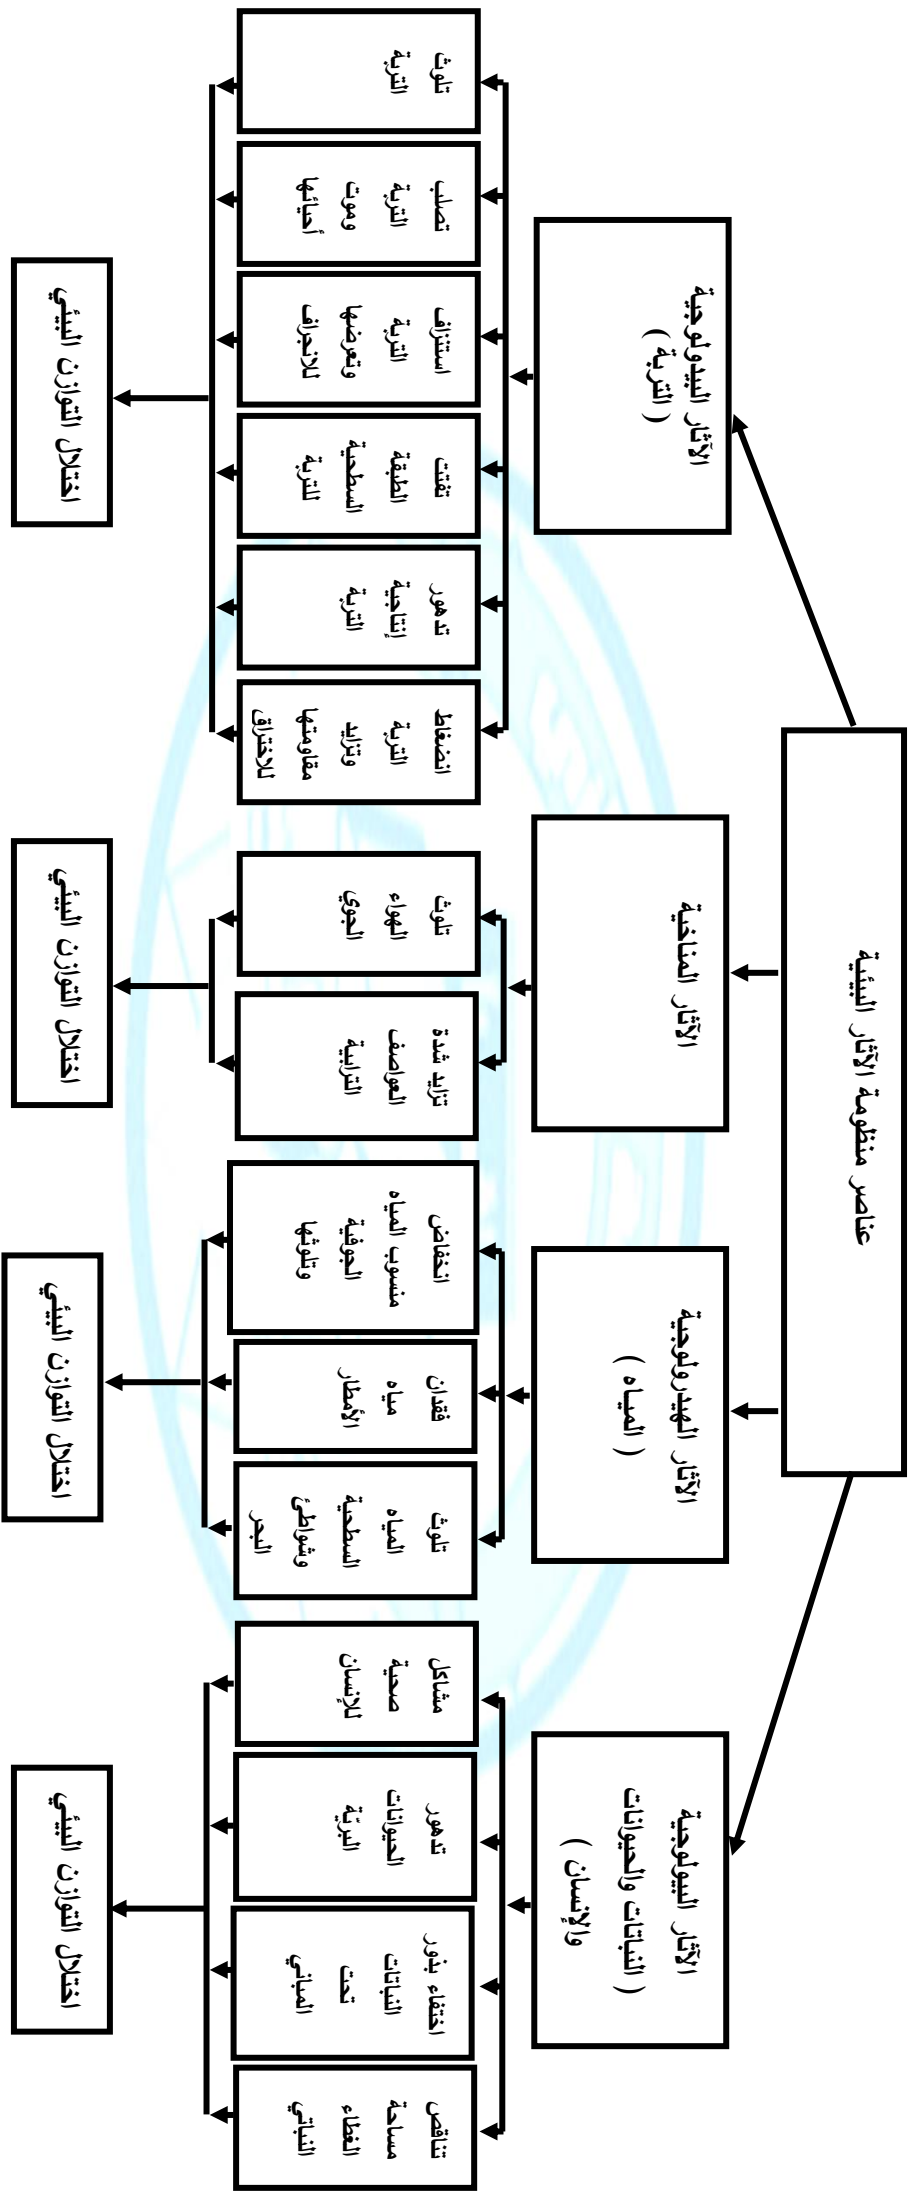 عناصر منظومة الآثار البيئية
الآثار البيدولوجية
( التربة )
الآثار المناخية
الآثار الهيدرولوجية
( المياه )
الآثار البيولوجية
( النباتات والحيوانات
والإنسان )
تلوث
التربة
تصلب
التربة
وموت
أحيائها
استنزاف
التربة
وتعرضها
للانجراف
تفتت
الطبقة
السطحية
للتربة
تدهور
إنتاجية
التربة
انضغاط
التربة
وتزايد
مقاومتها
للاختراق
تلوث
الهواء
الجوي
تزايد شدة
العواصف
الترابية
انخفاض
منسوب المياه
الجوفية
وتلوثها
فقدان
مياه
الأمطار
تلوث
المياه
السطحية
وشواطئ
البحر
مشاكل
صحية
للإنسان
تدهور
الحيوانات
البريّة
اختفاء بذور
النباتات
تحت
المباني
تناقص
مساحة
الغطاء
النباتي
اختلال التوازن البيئي
اختلال التوازن البيئي
اختلال التوازن البيئي
اختلال التوازن البيئي